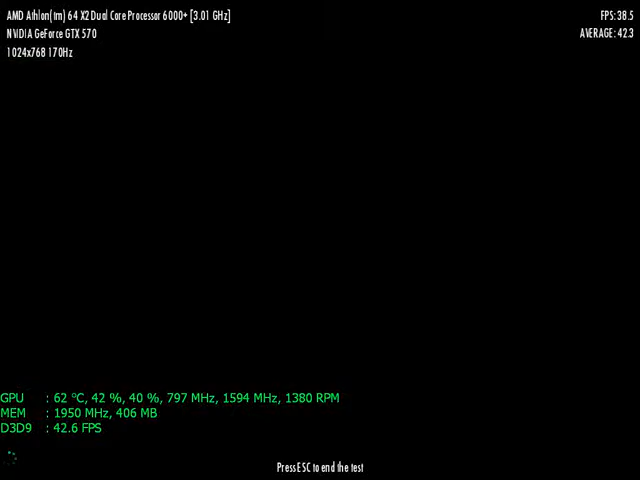 AMD Athlon(tm) 64 X2 Dual Core Processor 6000+ [3.01 GHz]
FPS: 38.5
NVIDIA GeForce GTX 570
AVERAGE: 42.3
1024x768 170Hz
GPU : 62 °C, 42 %, 40 %, 797 MHz, 1594 MHz, 1380 RPM
MEM : 1950 MHz, 406 MB
D3D9 : 42.6 FPS
Press ESC to end the test